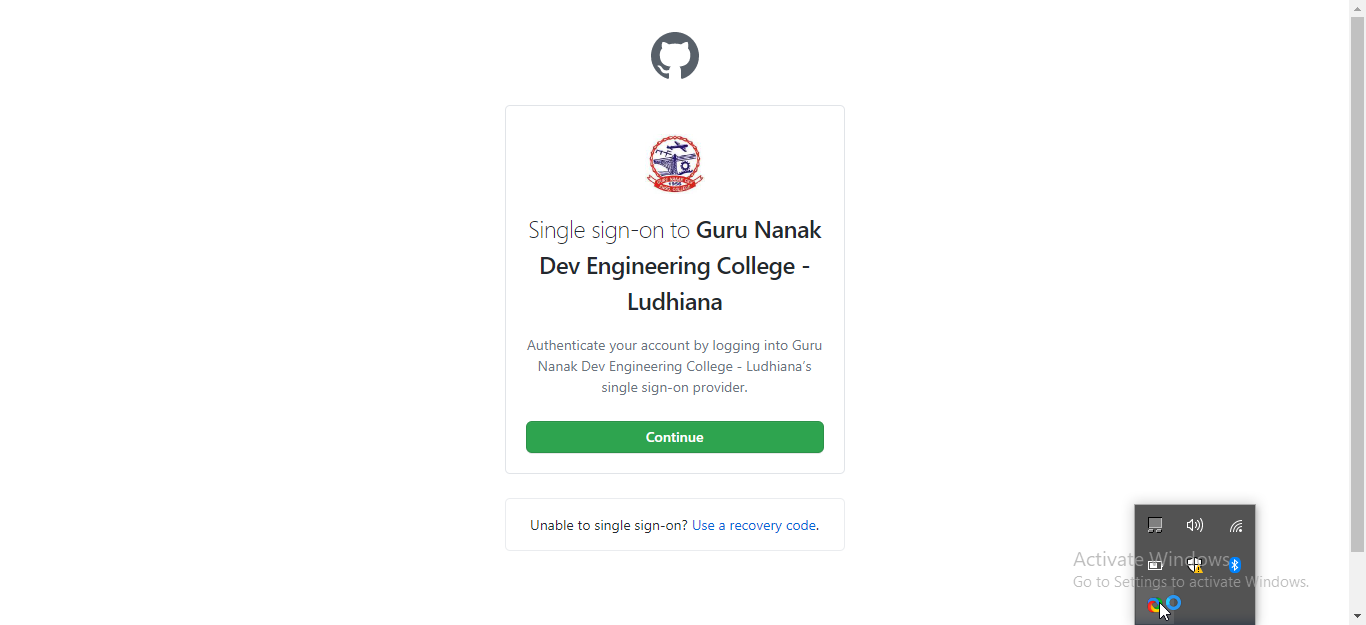 Single sign-on to Guru Nanak
Dev Engineering College -
Ludhiana
Authenticate your account by logging into Guru
Nanak Dev Engineering College - Ludhiana's
single sign-on provider.
Continue
Unable to single sign-on? Use a recovery code.
Activate Windows
Go to Settings to activate Windows.